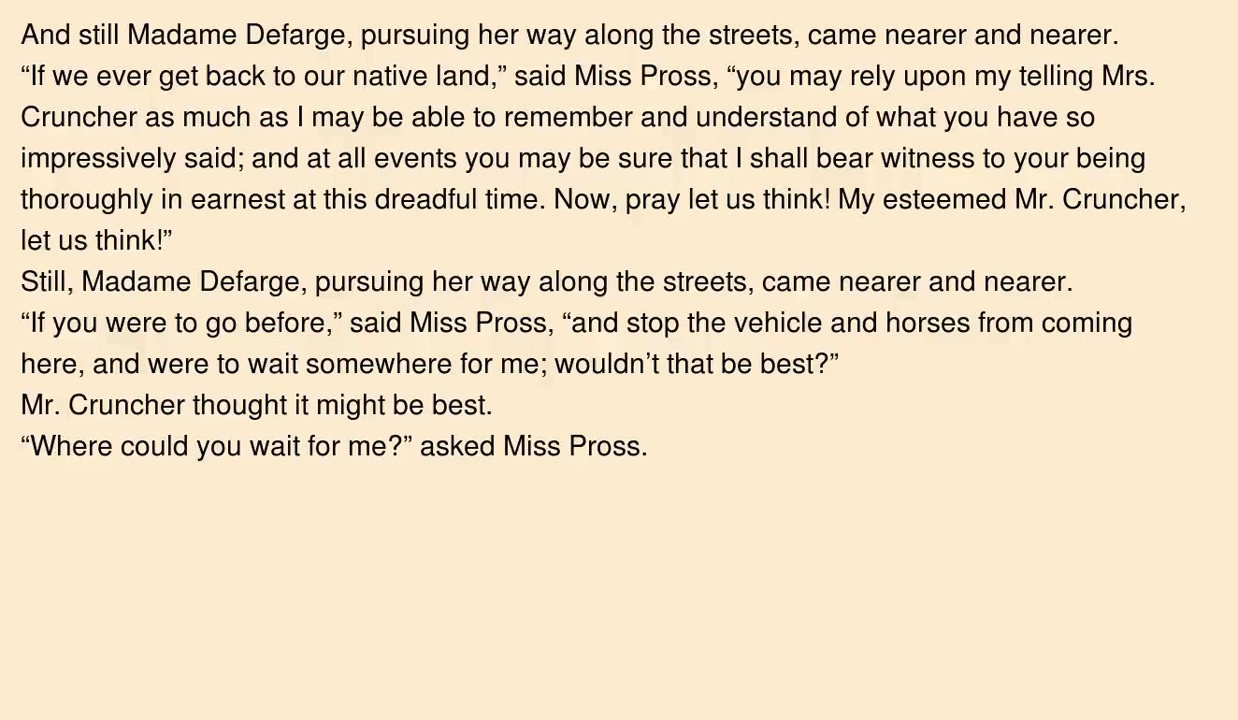 And still Madame Defarge, pursuing her way along the streets, came nearer and nearer.
“If we ever get back to our native land,” said Miss Pross, “you may rely upon my telling Mrs.
Cruncher as much as I may be able to remember and understand of what you have so
impressively said; and at all events you may be sure that I shall bear witness to your being
thoroughly in earnest at this dreadful time. Now, pray let us think! My esteemed Mr. Cruncher,
let us think!”
Still, Madame Defarge, pursuing her way along the streets, came nearer and nearer.
“If you were to go before,” said Miss Pross, “and stop the vehicle and horses from coming
here, and were to wait somewhere for me; wouldn’t that be best?”
Mr. Cruncher thought it might be best.
“Where could you wait for me?” asked Miss Pross.